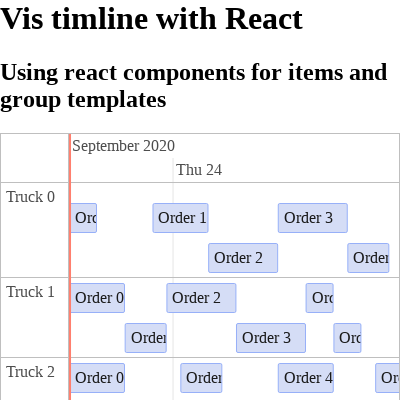 Vis timline with React
Using react components for items and
group templates
September 2020
Thu 24
Truck 0
Order 1
Order 3
Order 2
Order
Truck 1
Order 0
Order 2
Order 3
Truck 2
Order 0
Order 4